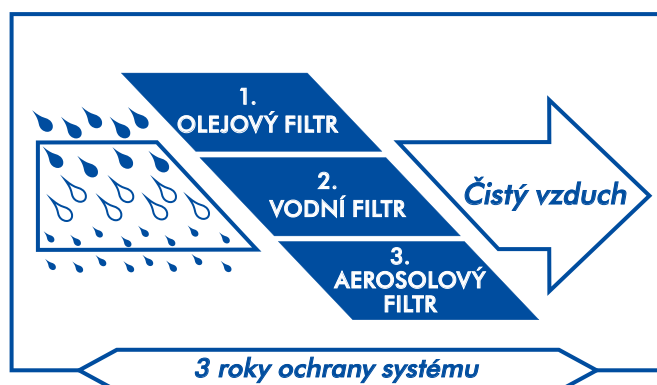 1.
OLEJOVÝ FILTR
2.
VODNÍ FILTR
3.
AEROSOLOVÝ
FILTR
Čistý vzduch
3 roky ochrany systému